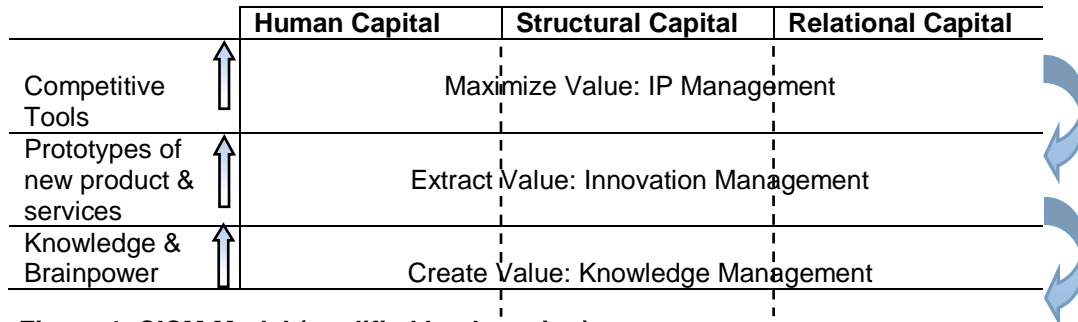 Human Capital Structural Capital Relational Capital
Competitive
Tools
Maximize Value: IP Management
Prototypes of
new product &
services
Extract Value: Innovation Management
Knowledge &
Brainpower
Create Value: Knowledge Management